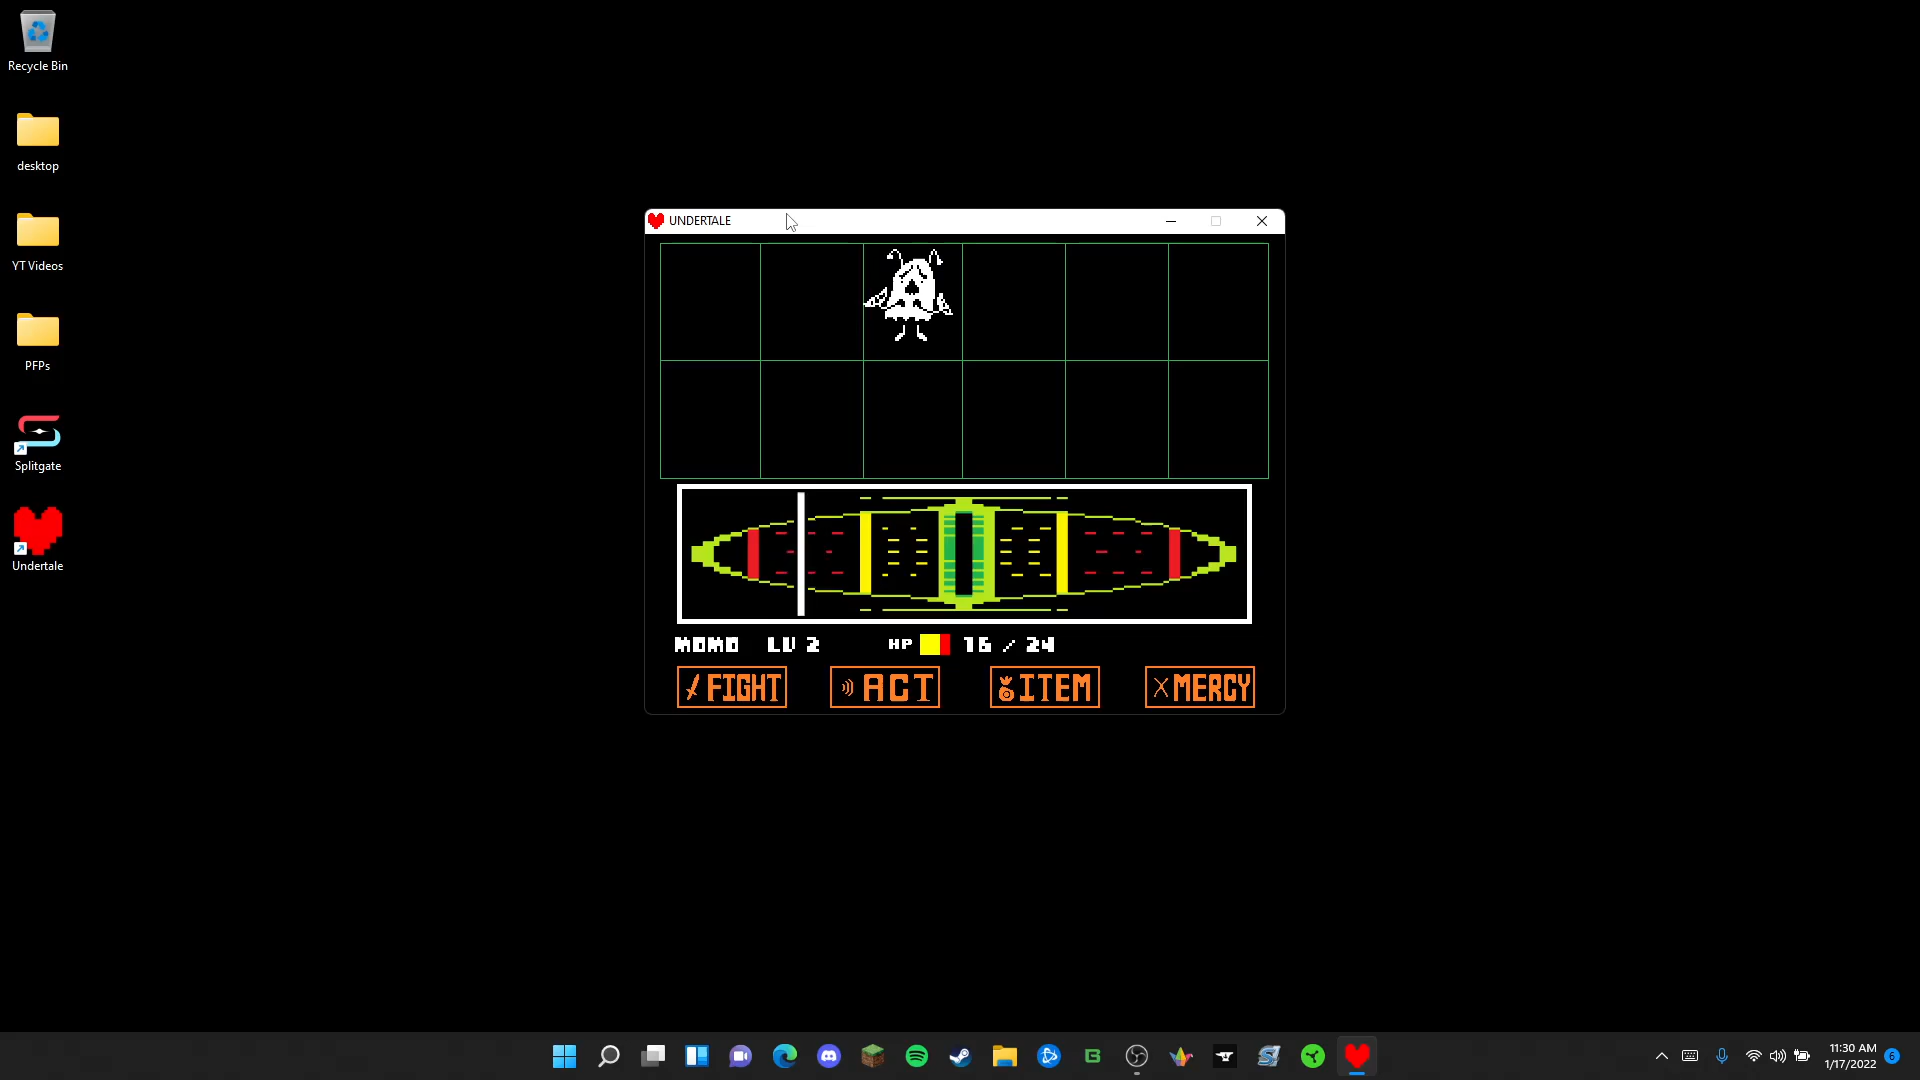 Recycle Bin
desktop
YT Videos
PFPs
Splitgate
Undertale
UNDERTALE
MOMO LV 2 HP 16 / 24
FIGHT ACT ITEM MERCY
11:30 AM
1/17/2022
6